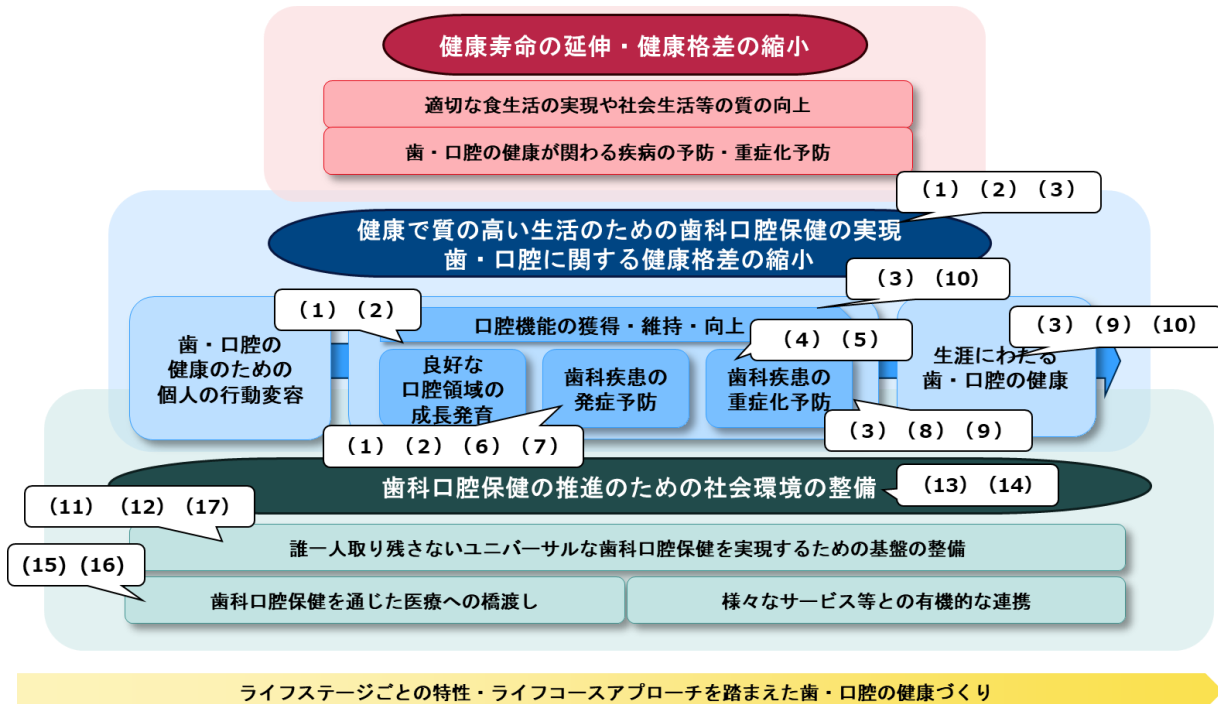 健康寿命の延伸・健康格差の縮小
適切な食生活の実現や社会生活等の質の向上
歯・口腔の健康が関わる疾病の予防・重症化予防
（1）（2）（3）
健康で質の高い生活のための歯科口腔保健の実現
歯・口腔に関する健康格差の縮小
（3）（10）
（1）（2）
口腔機能の獲得・維持・向上
（3）（9）（10）
（4）（5）
歯・口腔の
健康のための
個人の行動変容
良好な
口腔領域の
成長発育
歯科疾患の
発症予防
歯科疾患の
重症化予防
生涯にわたる
歯・口腔の健康
（1）（2）（6）（7）
（3）（8）（9）
歯科口腔保健の推進のための社会環境の整備
（13）（14）
（11）（12）（17）
誰一人取り残さないユニバーサルな歯科口腔保健を実現するための基盤の整備
（15）（16）
歯科口腔保健を通じた医療への橋渡し
様々なサービス等との有機的な連携
ライフステージごとの特性・ライフコースアプローチを踏まえた歯・口腔の健康づくり